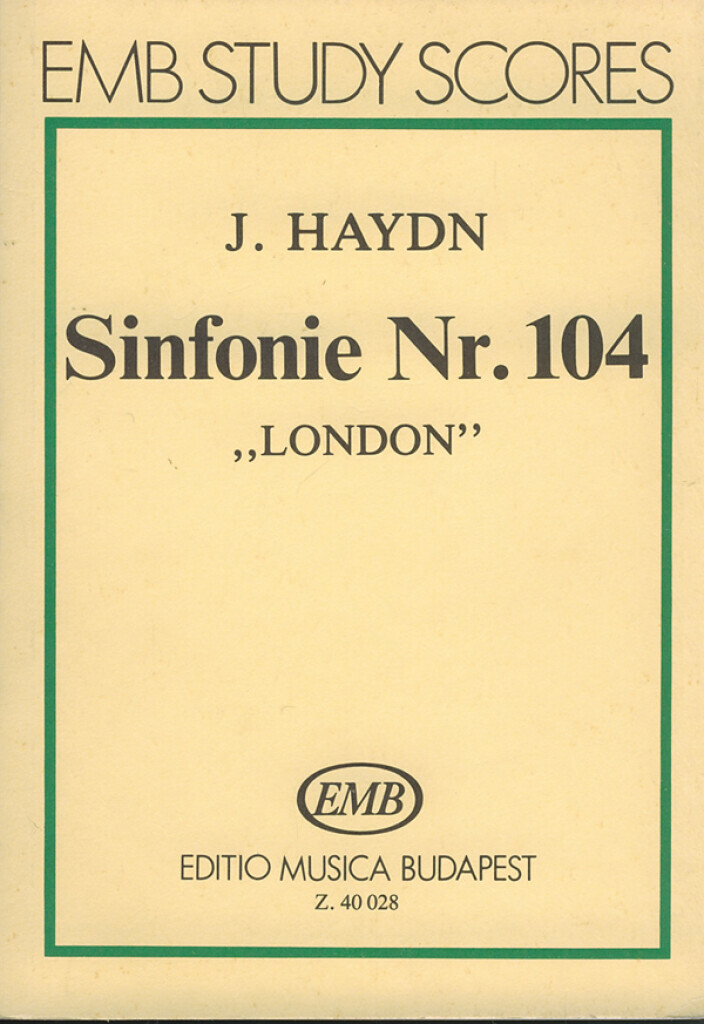 EMB STUDY SCORES
J. HAYDN
Sinfonie Nr. 104
,,LONDON”
EMB
EDITIO MUSICA BUDAPEST
Z. 40 028